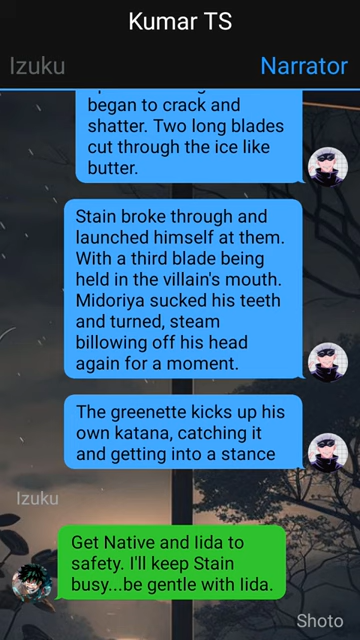 Kumar TS
Izuku
Narrator
began to crack and
shatter. Two long blades
cut through the ice like
butter.
Stain broke through and
launched himself at them.
With a third blade being
held in the villain's mouth.
Midoriya sucked his teeth
and turned, steam
billowing off his head
again for a moment.
The greenette kicks up his
own katana, catching it
and getting into a stance
Izuku
Get Native and Iida to
safety. I'll keep Stain
busy...be gentle with Iida.
Shoto